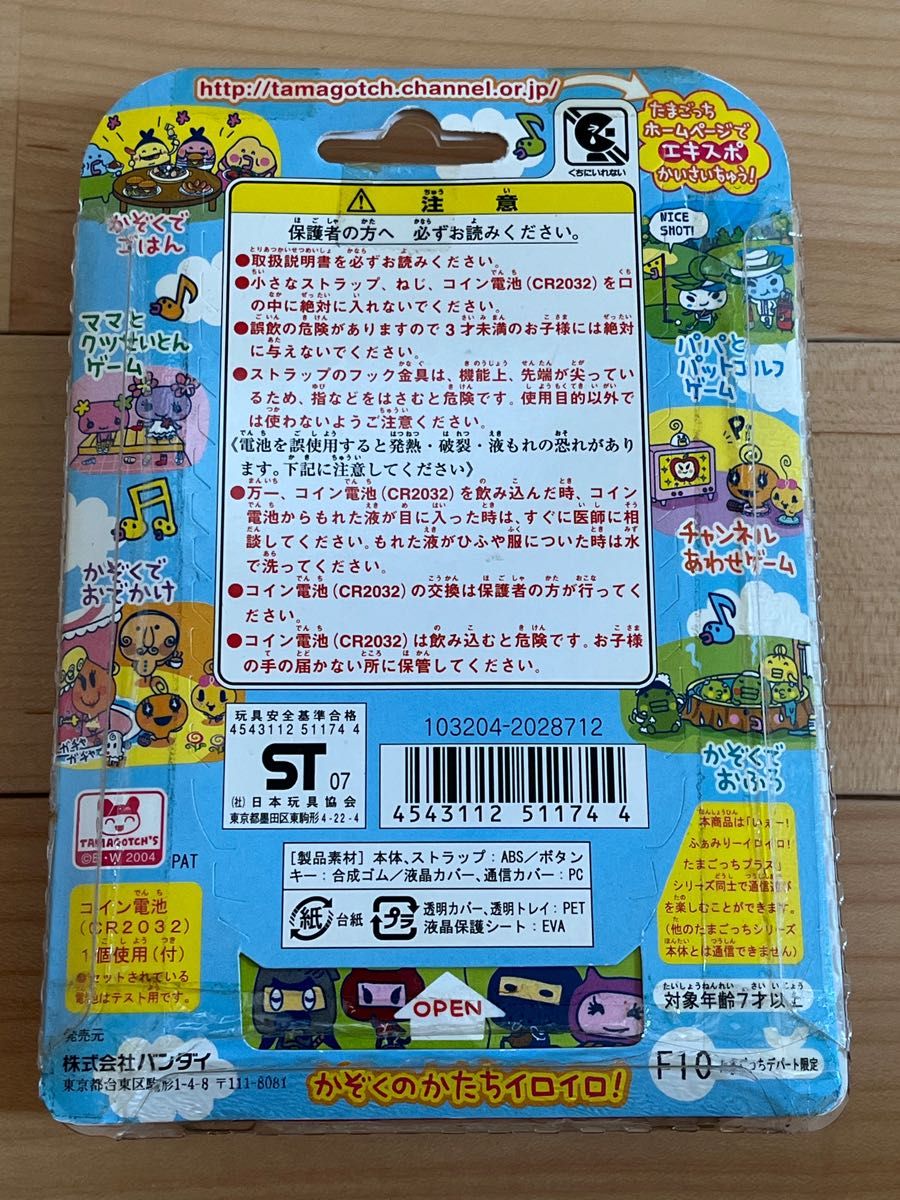 http://tamagotch.channel.or.jp/
たまごっち
ホームページで
エキスポ
かいさいちゅう!
くちにいれない
かぞくで
ごはん
ママと
クツせいとん
ゲーム
かぞくで
おでかけ
NICE
SHOT!
パパと
パットゴルフ
ゲーム
チャンネル
あわせゲーム
かぞくで
おふろ
注意
保護者の方へ 必ずお読みください。
●取扱説明書を必ずお読みください。
●小さなストラップ、ねじ、コイン電池(CR2032)を口
の中に絶対に入れないでください。
●誤飲の危険がありますので3才未満のお子様には絶対
に与えないでください。
●ストラップのフック金具は、機能上、先端が尖ってい
るため、指などをはさむと危険です。使用目的以外で
は使わないようご注意ください。
《電池を誤使用すると発熱・破裂・液もれの恐れがあり
ます。下記に注意してください》
●万一、コイン電池(CR2032)を飲み込んだ時、コイン
電池からもれた液が目に入った時は、すぐに医師に相
談してください。もれた液がひふや服についた時は水
で洗ってください。
●コイン電池(CR2032)の交換は保護者の方が行ってく
ださい。
●コイン電池(CR2032)は飲み込むと危険です。お子様
の手の届かない所に保管してください。
玩具安全基準合格
4543112 51174 4
ST 07
(社)日本玩具協会
東京都墨田区東駒形4-22-4
103204-2028712
4543112 511744
TAMAGOTCH'S
©B・W 2004
PAT
[製品素材]本体、ストラップ:ABS/ボタン
キー:合成ゴム/液晶カバー、通信カバー:PC
紙 台紙
プラ 透明カバー、透明トレイ:PET
液晶保護シート:EVA
コイン電池
(CR2032)
1個使用(付)
●セットされている
電池はテスト用です。
本商品は「いぇー!
ふぁみりーイロイロ!
たまごっちプラス」
シリーズ同士で通信遊び
を楽しむことができます。
(他のたまごっちシリーズ
本体とは通信できません)
対象年齢7才以上
OPEN
発売元
株式会社バンダイ
東京都台東区駒形1-4-8 〒111-8081
かぞくのかたちイロイロ!
F10 たまごっちデパート限定